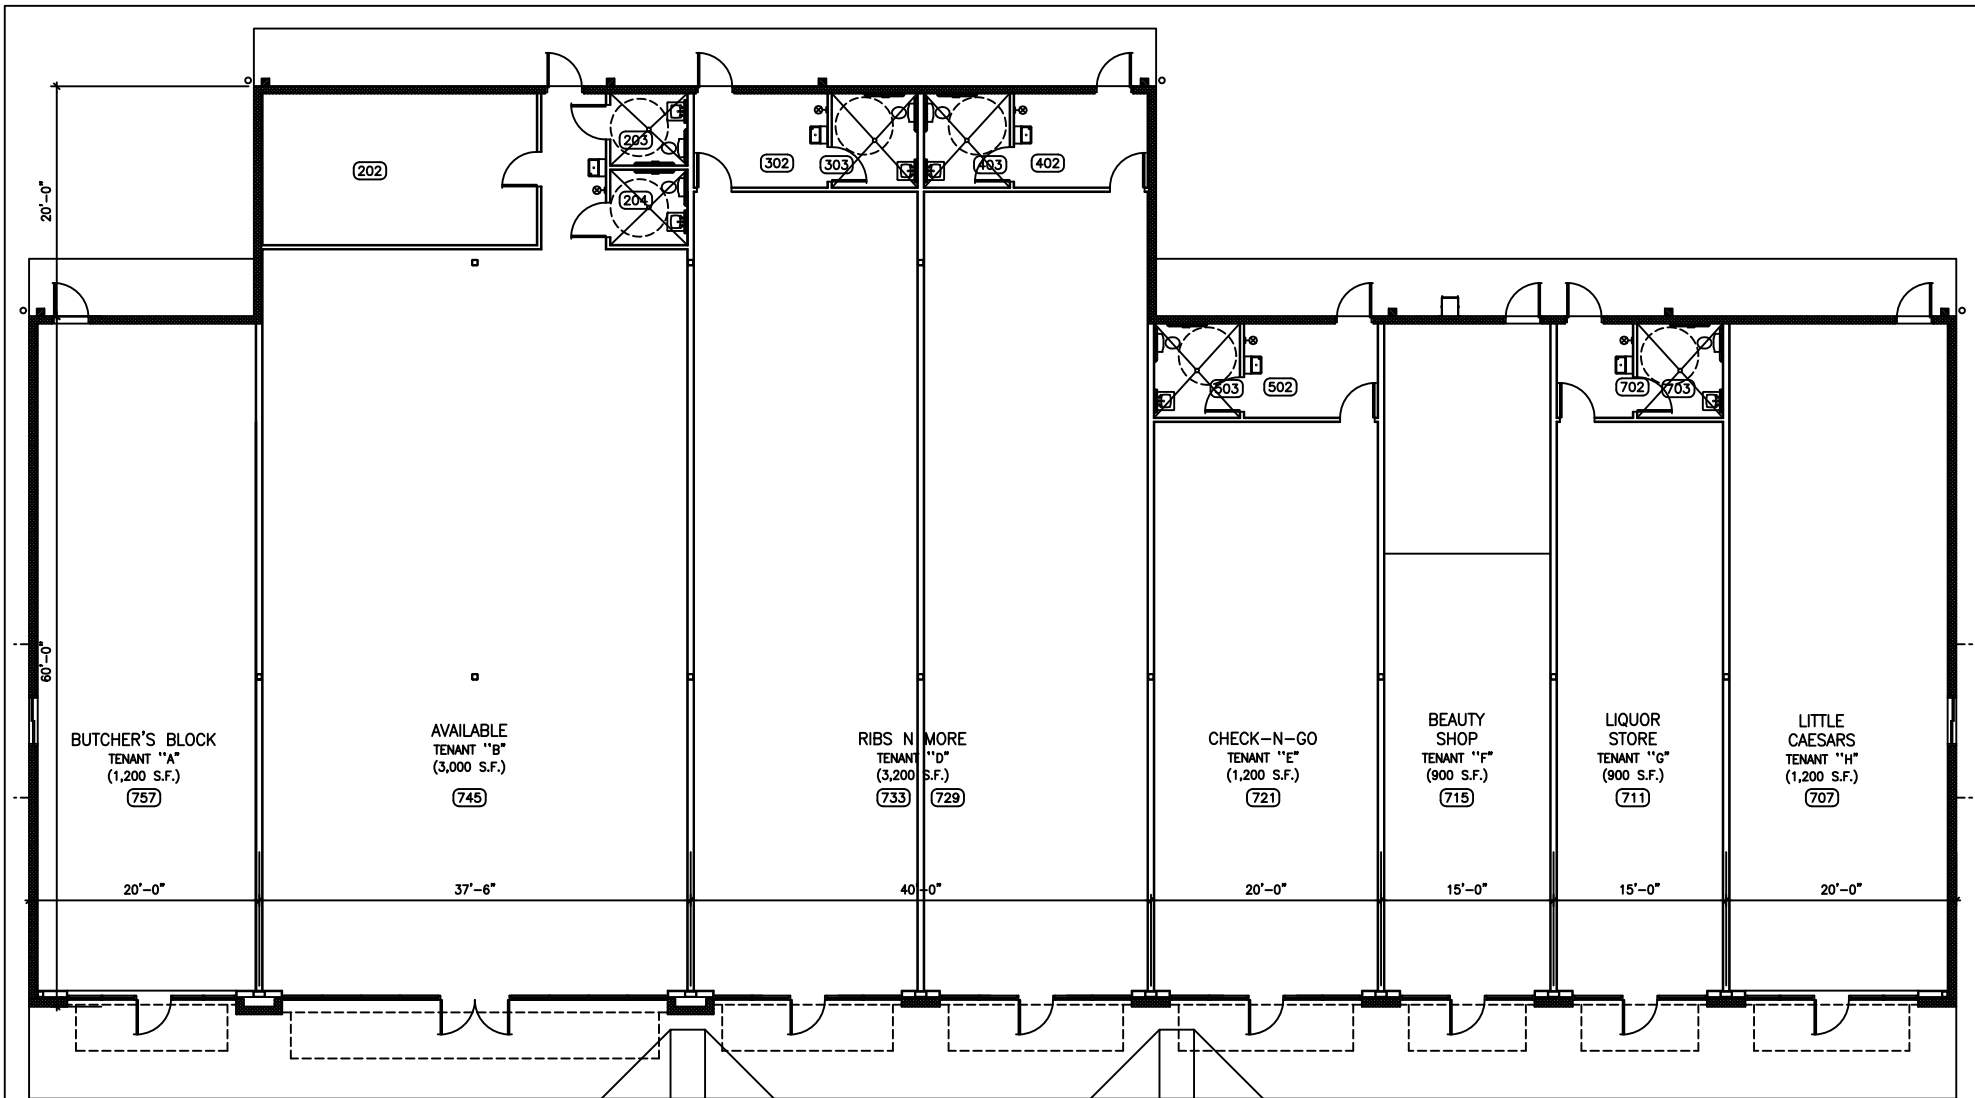 203
202
302
303
403
402
204
20'-0"
503
502
702
703
60'-0"
BUTCHER'S BLOCK
TENANT "A"
(1,200 S.F.)
757
AVAILABLE
TENANT "B"
(3,000 S.F.)
745
RIBS N MORE
TENANT "D"
(3,200 S.F.)
733 729
CHECK-N-GO
TENANT "E"
(1,200 S.F.)
721
BEAUTY
SHOP
TENANT "F"
(900 S.F.)
715
LIQUOR
STORE
TENANT "G"
(900 S.F.)
711
LITTLE
CAESARS
TENANT "H"
(1,200 S.F.)
707
20'-0"
37'-6"
40'-0"
20'-0"
15'-0"
15'-0"
20'-0"